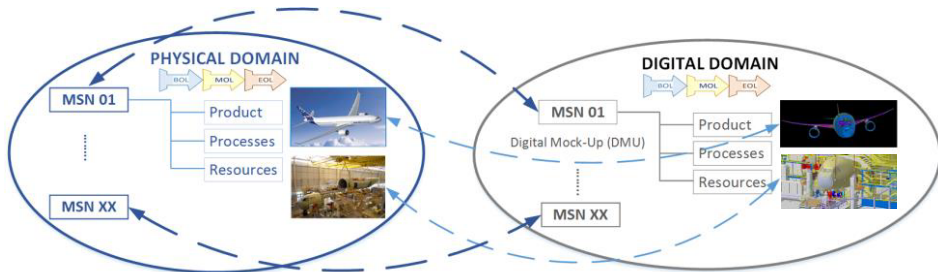 PHYSICAL DOMAIN
BOL MOL EOL
MSN 01
Product
Processes
Resources
MSN XX
DIGITAL DOMAIN
BOL MOL EOL
MSN 01
Digital Mock-Up (DMU)
Product
Processes
Resources
MSN XX